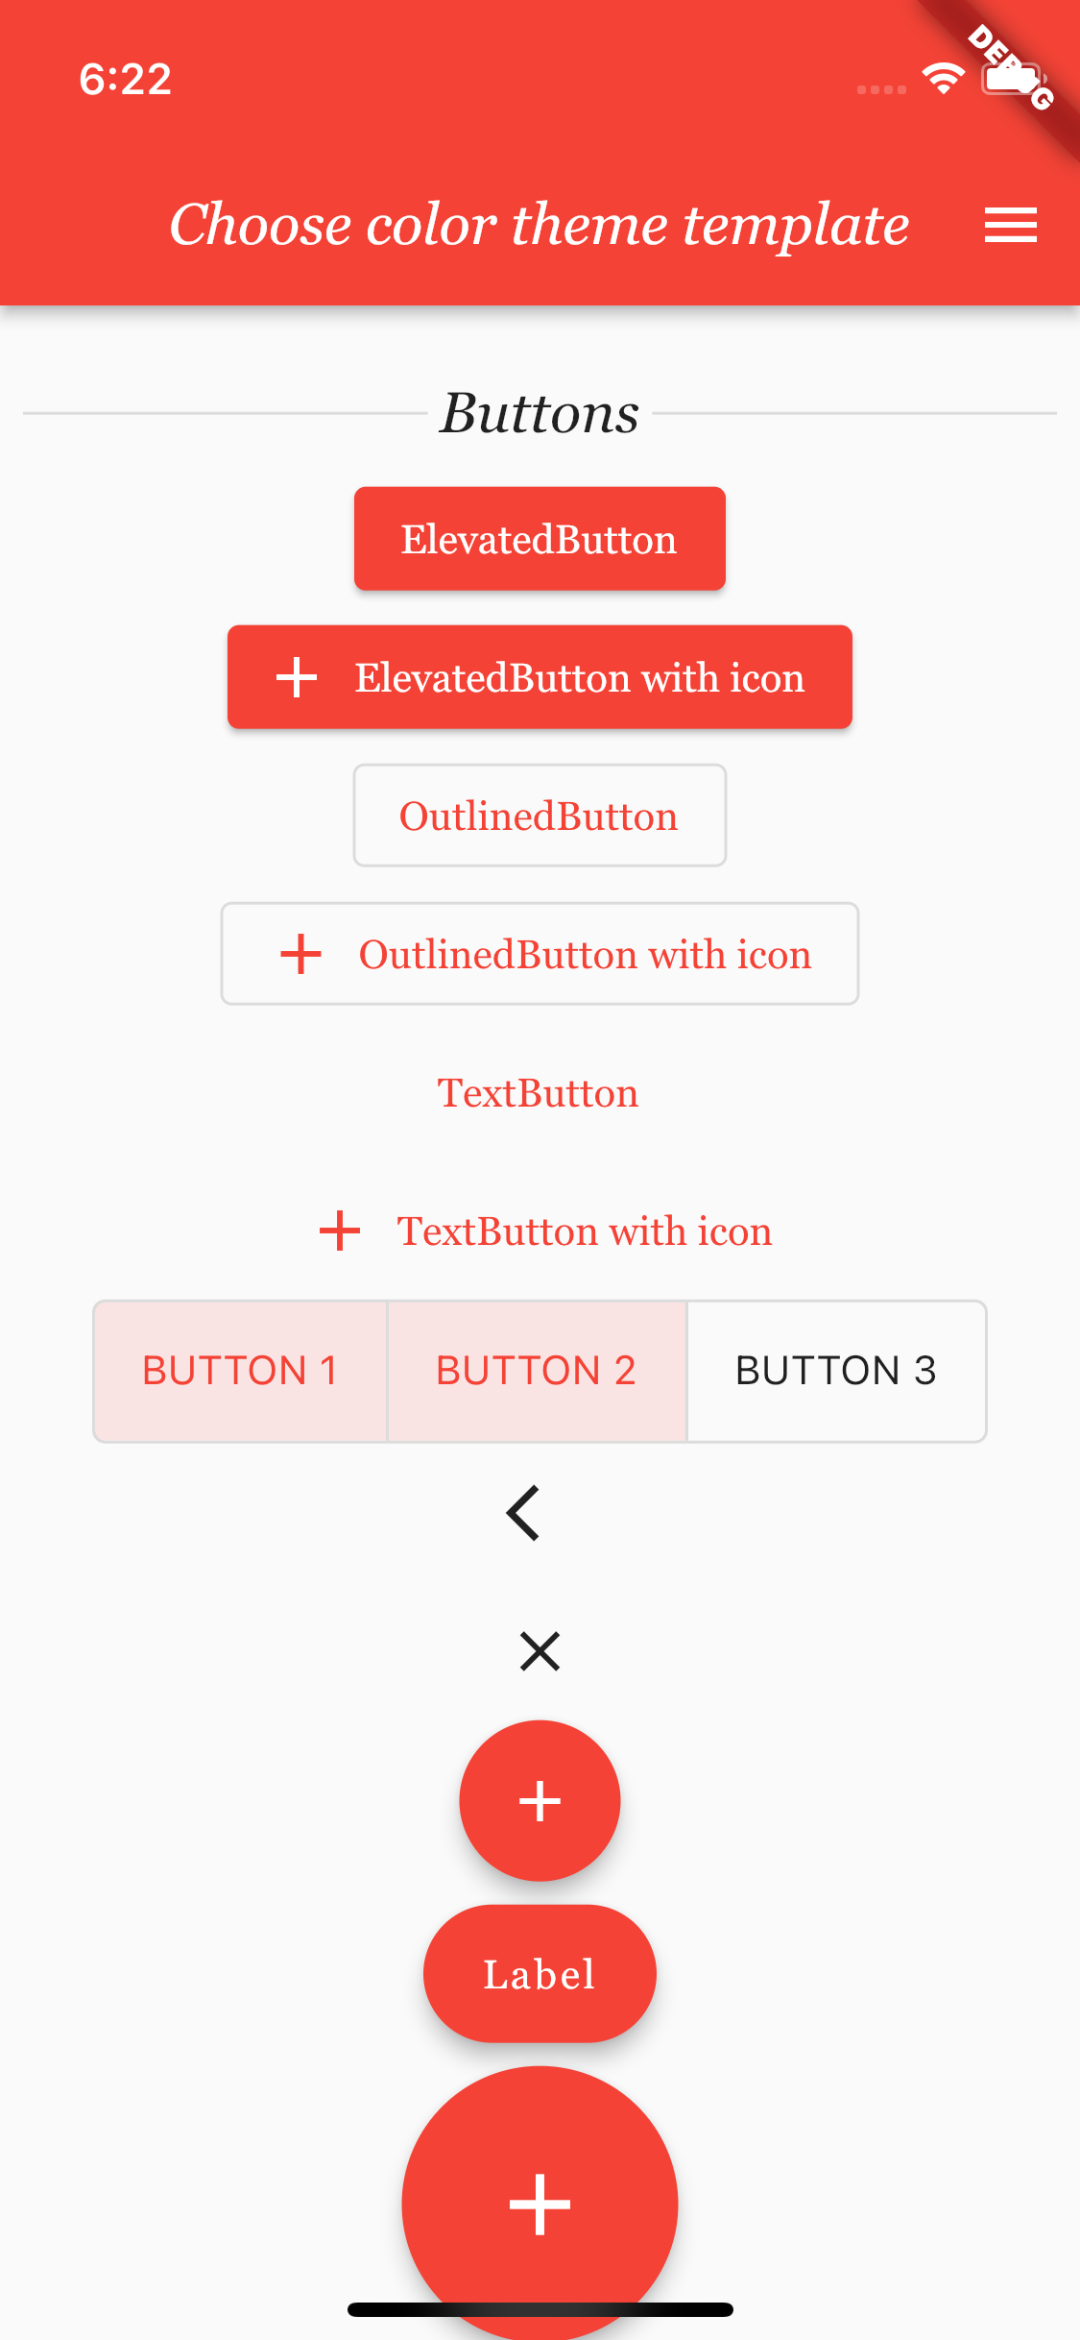 6:22
DEBUG
Choose color theme template
Buttons
ElevatedButton
ElevatedButton with icon
OutlinedButton
OutlinedButton with icon
TextButton
TextButton with icon
BUTTON 1 BUTTON 2 BUTTON 3
Label